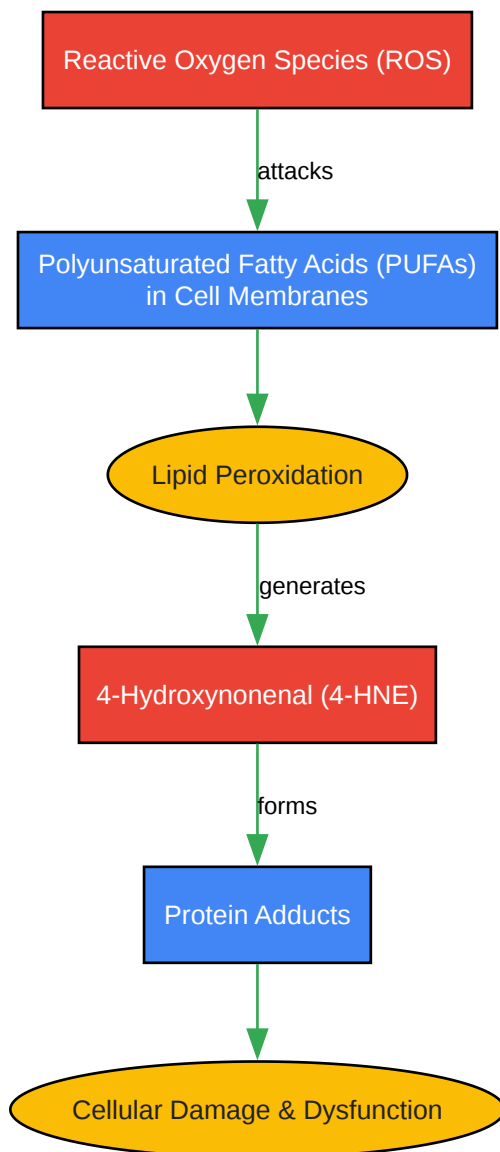 Reactive Oxygen Species (ROS)
attacks
Polyunsaturated Fatty Acids (PUFAs)
in Cell Membranes
Lipid Peroxidation
generates
4-Hydroxynonenal (4-HNE)
forms
Protein Adducts
Cellular Damage & Dysfunction